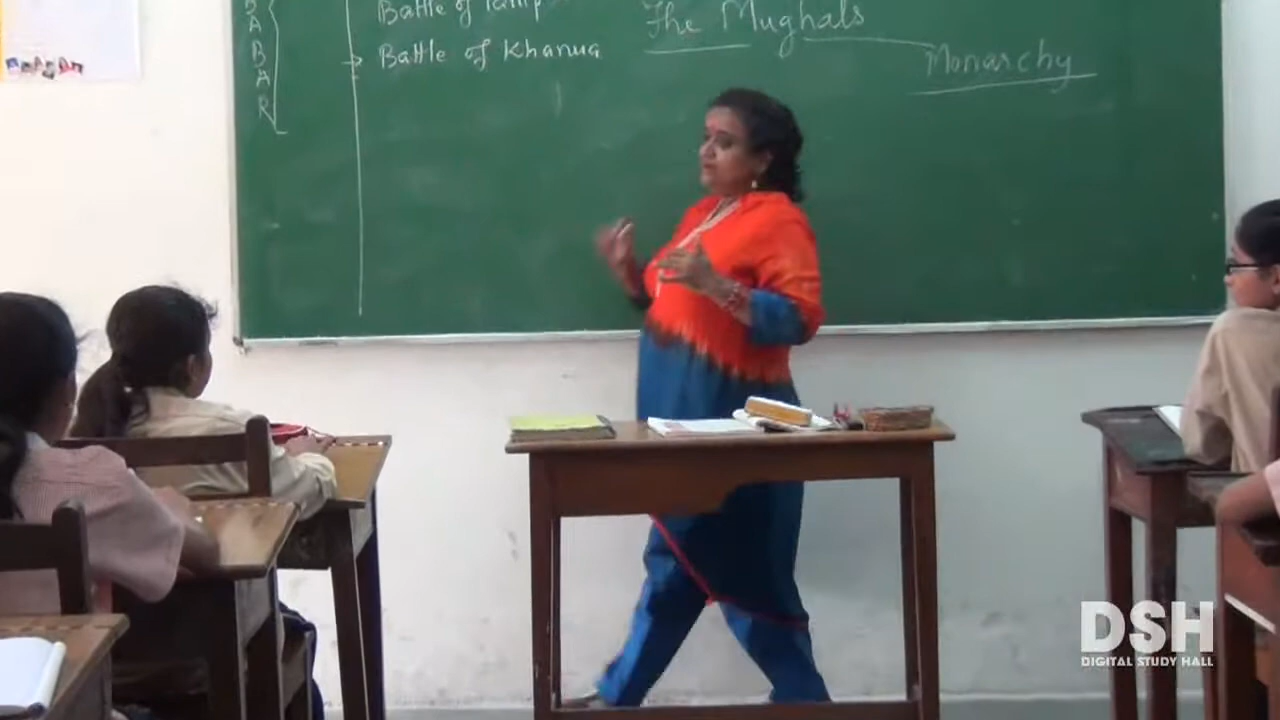 B
A
B
A
R
Battle of
→ Battle of Khanua
The Mughals
Monarchy
DSH
DIGITAL STUDY HALL